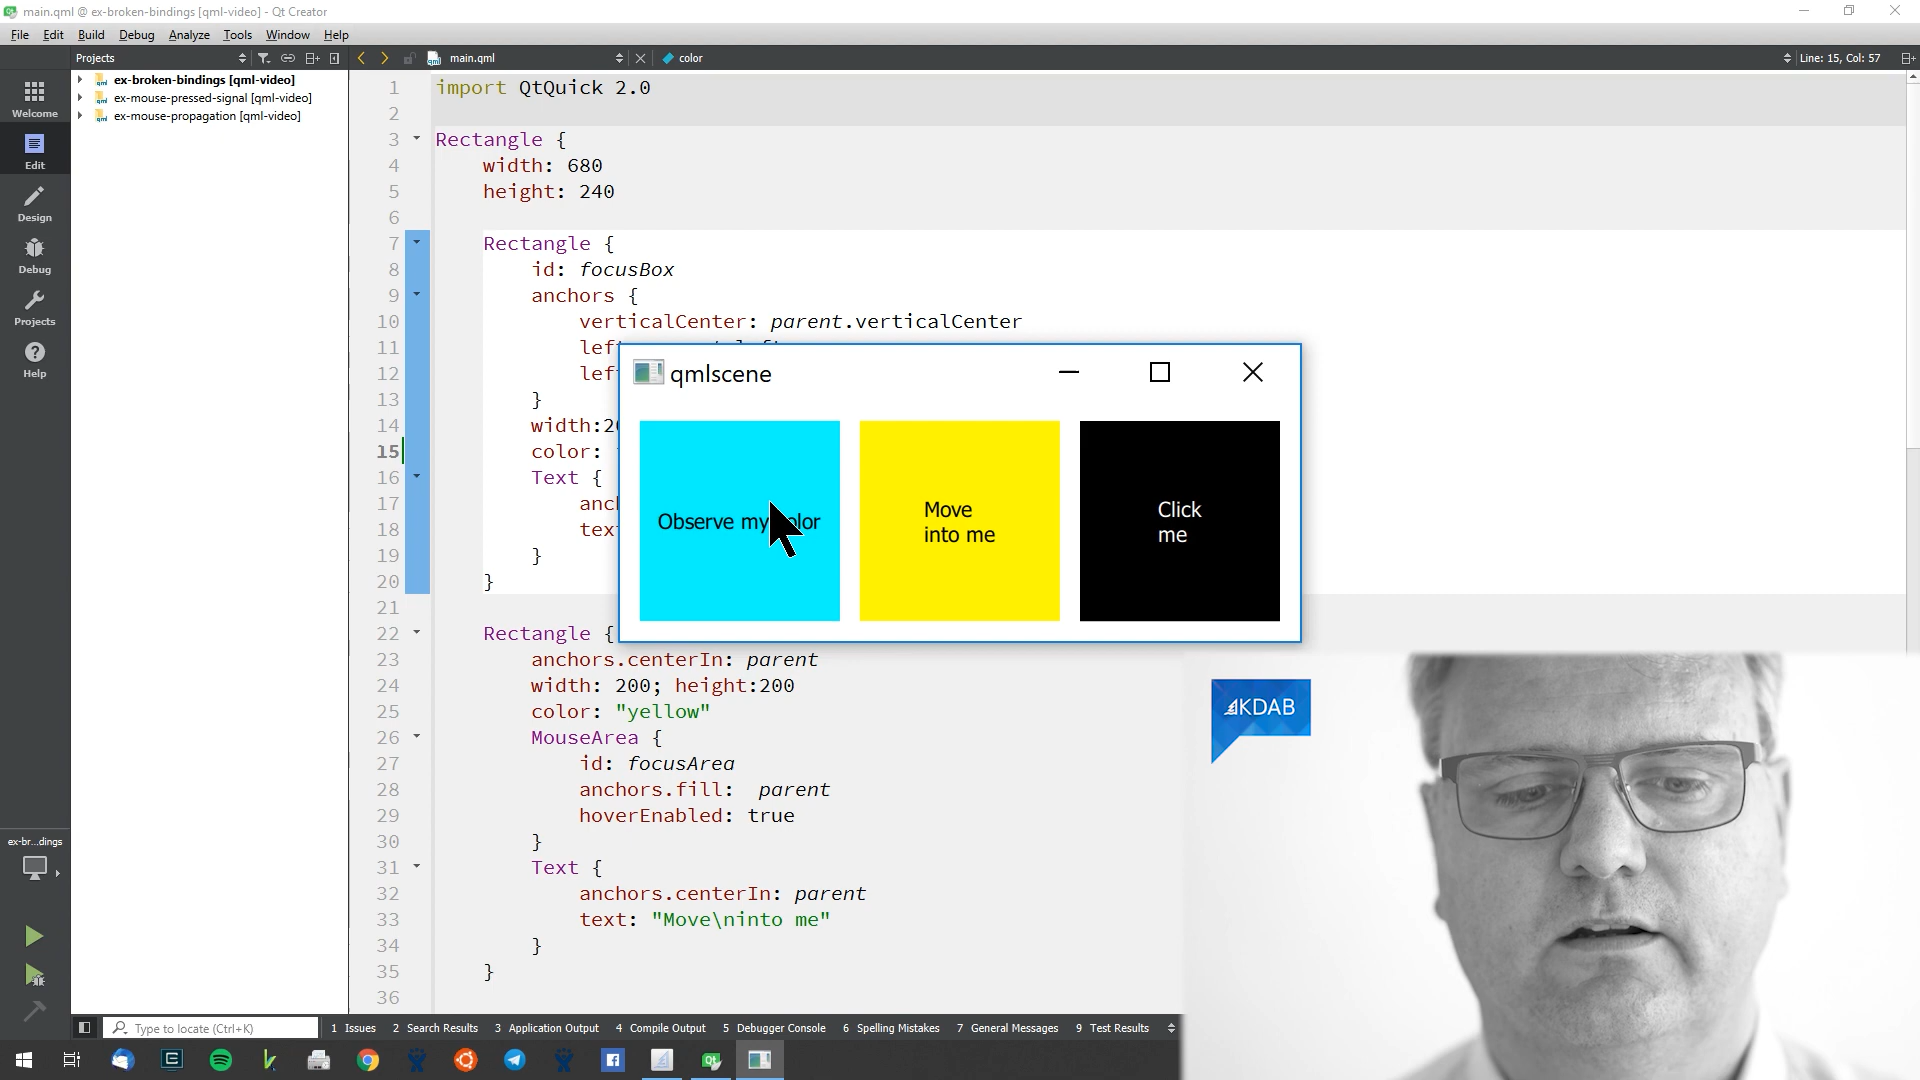 main.qml @ ex-broken-bindings [qml-video] - Qt Creator
File Edit Build Debug Analyze Tools Window Help
Projects main.qml color Line: 15, Col: 57
ex-broken-bindings [qml-video]
ex-mouse-pressed-signal [qml-video]
ex-mouse-propagation [qml-video]
Welcome
Edit
Design
Debug
Projects
Help
ex-br...dings
1 import QtQuick 2.0
2
3 Rectangle {
4 width: 680
5 height: 240
6
7 Rectangle {
8 id: focusBox
9 anchors {
10 verticalCenter: parent.verticalCenter
11
12
13 }
14
15 color:
16 Text {
17
18
19 }
20 }
21
22 Rectangle {
23 anchors.centerIn: parent
24 width: 200; height:200
25 color: "yellow"
26 MouseArea {
27 id: focusArea
28 anchors.fill: parent
29 hoverEnabled: true
30 }
31 Text {
32 anchors.centerIn: parent
33 text: "Move\ninto me"
34 }
35 }
36
qmlscene
Observe my
Move
into me
Click
me
KDAB
Type to locate (Ctrl+K) 1 Issues 2 Search Results 3 Application Output 4 Compile Output 5 Debugger Console 6 Spelling Mistakes 7 General Messages 9 Test Results